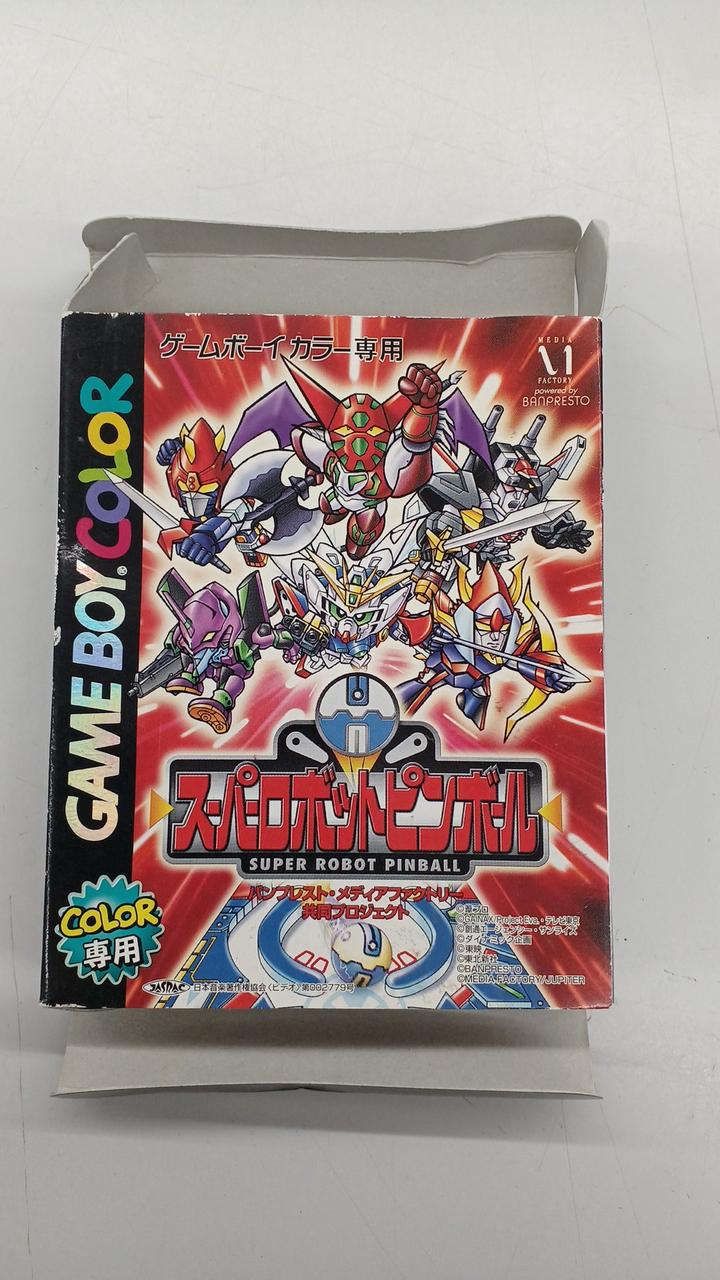 ゲームボーイ カラー専用
MEDIA
FACTORY
powered by
BANPRESTO
GAME BOY® COLOR
スーパーロボットピンボール
SUPER ROBOT PINBALL
バンプレスト・メディアファクトリー
共同プロジェクト
COLOR
専用
©葦プロ
©GAINAX/Project Eva.・テレビ東京
©創通エージェンシー・サンライズ
©ダイナミック企画
©東映
©東北新社
©BANPRESTO
©MEDIA FACTORY/JUPITER
JASRAC 日本音楽著作権協会〈ビデオ〉第002779号